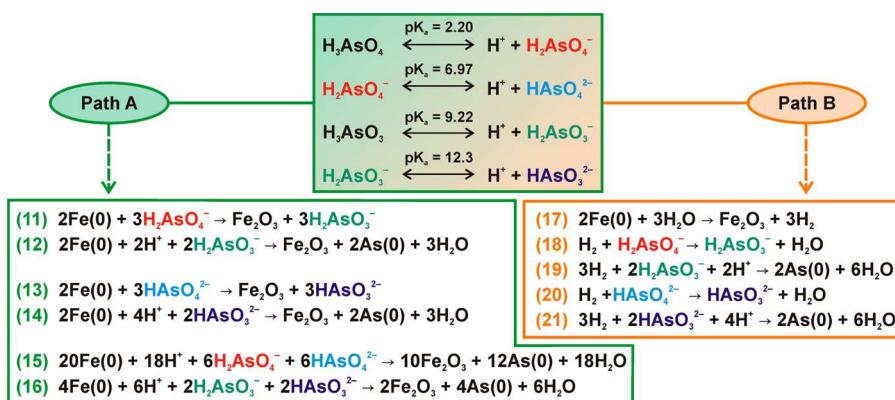 H₃AsO₄ ⟷ pKₐ = 2.20 H⁺ + H₂AsO₄⁻
H₂AsO₄⁻ ⟷ pKₐ = 6.97 H⁺ + HAsO₄²⁻
H₃AsO₃ ⟷ pKₐ = 9.22 H⁺ + H₂AsO₃⁻
H₂AsO₃⁻ ⟷ pKₐ = 12.3 H⁺ + HAsO₃²⁻
Path A
Path B
(11) 2Fe(0) + 3H₂AsO₄⁻ → Fe₂O₃ + 3H₂AsO₃⁻
(12) 2Fe(0) + 2H⁺ + 2H₂AsO₃⁻ → Fe₂O₃ + 2As(0) + 3H₂O
(13) 2Fe(0) + 3HAsO₄²⁻ → Fe₂O₃ + 3HAsO₃²⁻
(14) 2Fe(0) + 4H⁺ + 2HAsO₃²⁻ → Fe₂O₃ + 2As(0) + 3H₂O
(15) 20Fe(0) + 18H⁺ + 6H₂AsO₄⁻ + 6HAsO₄²⁻ → 10Fe₂O₃ + 12As(0) + 18H₂O
(16) 4Fe(0) + 6H⁺ + 2H₂AsO₃⁻ + 2HAsO₃²⁻ → 2Fe₂O₃ + 4As(0) + 6H₂O
(17) 2Fe(0) + 3H₂O → Fe₂O₃ + 3H₂
(18) H₂ + H₂AsO₄⁻ → H₂AsO₃⁻ + H₂O
(19) 3H₂ + 2H₂AsO₃⁻ + 2H⁺ → 2As(0) + 6H₂O
(20) H₂ + HAsO₄²⁻ → HAsO₃²⁻ + H₂O
(21) 3H₂ + 2HAsO₃²⁻ + 4H⁺ → 2As(0) + 6H₂O